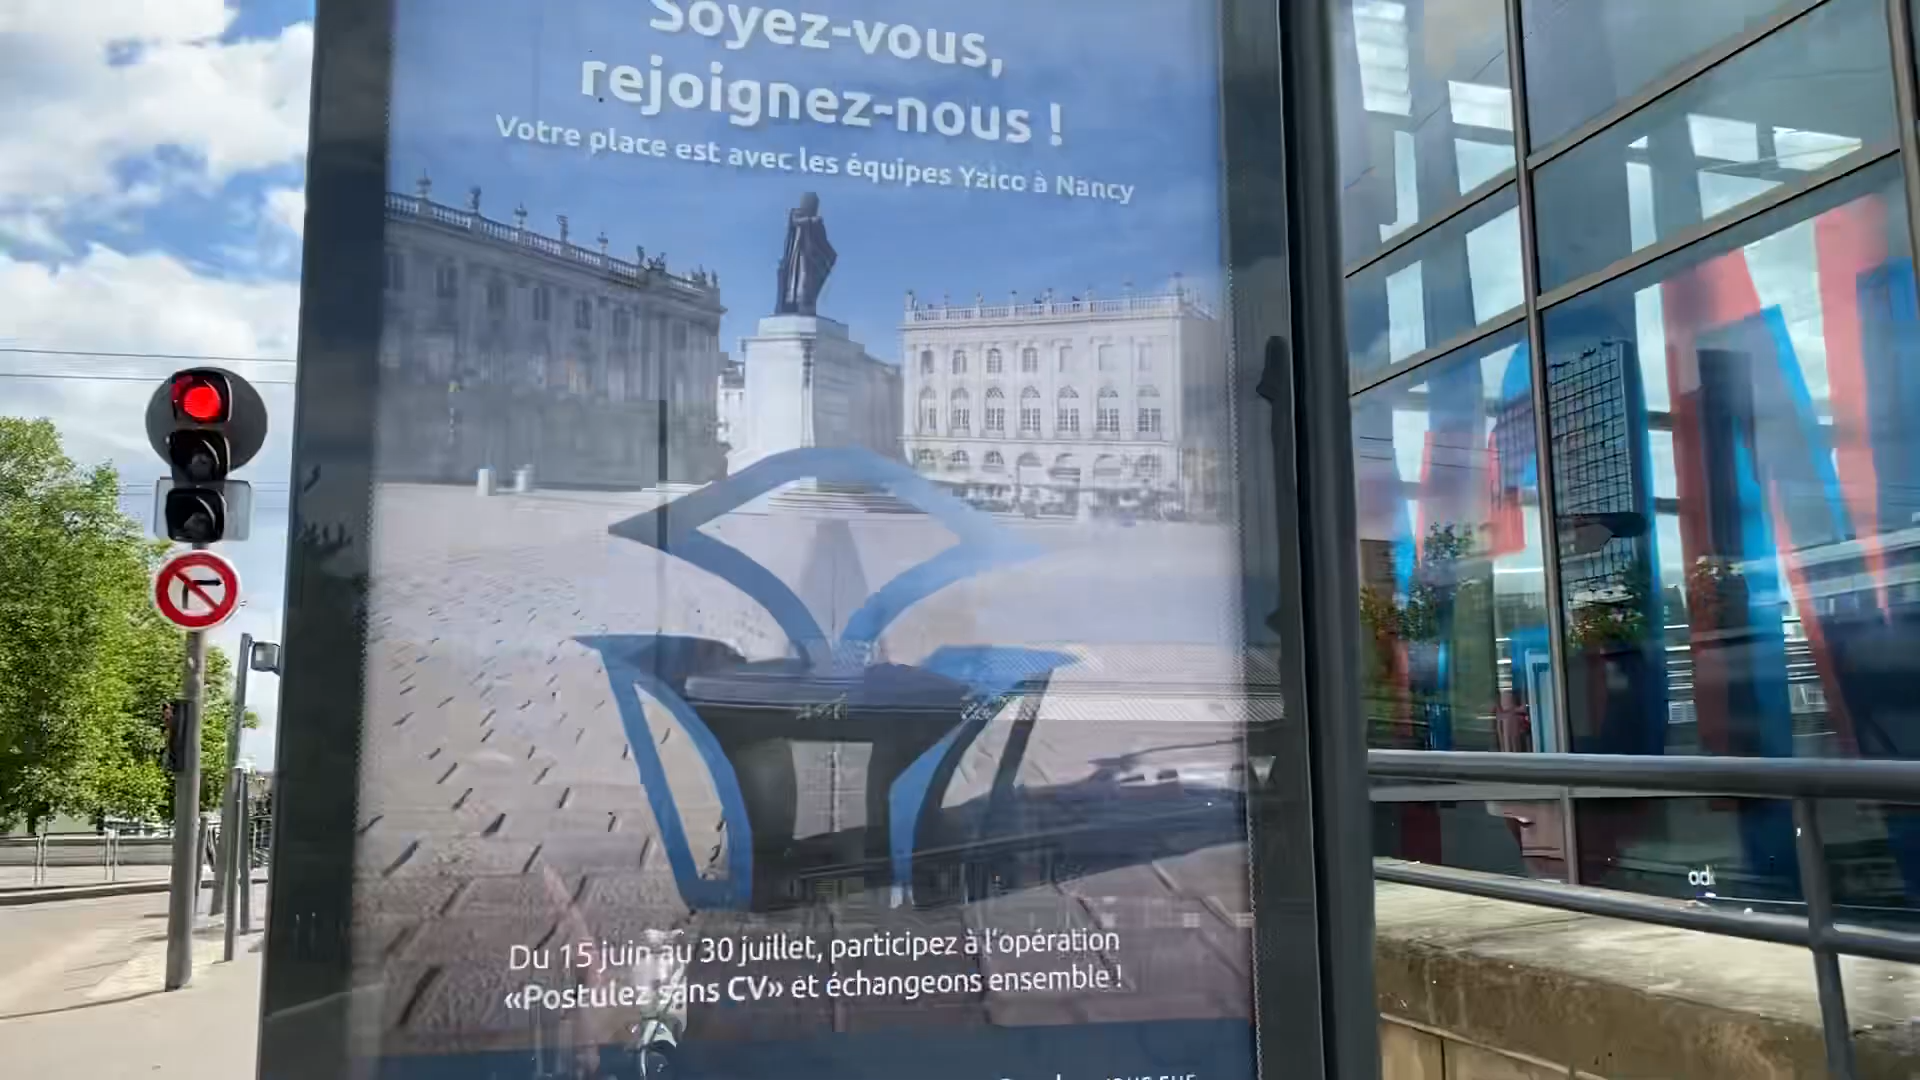 Soyez-vous,
rejoignez-nous !
Votre place est avec les équipes Yzico à Nancy
Du 15 juin au 30 juillet, participez à l'opération
«Postulez sans CV» et échangeons ensemble !